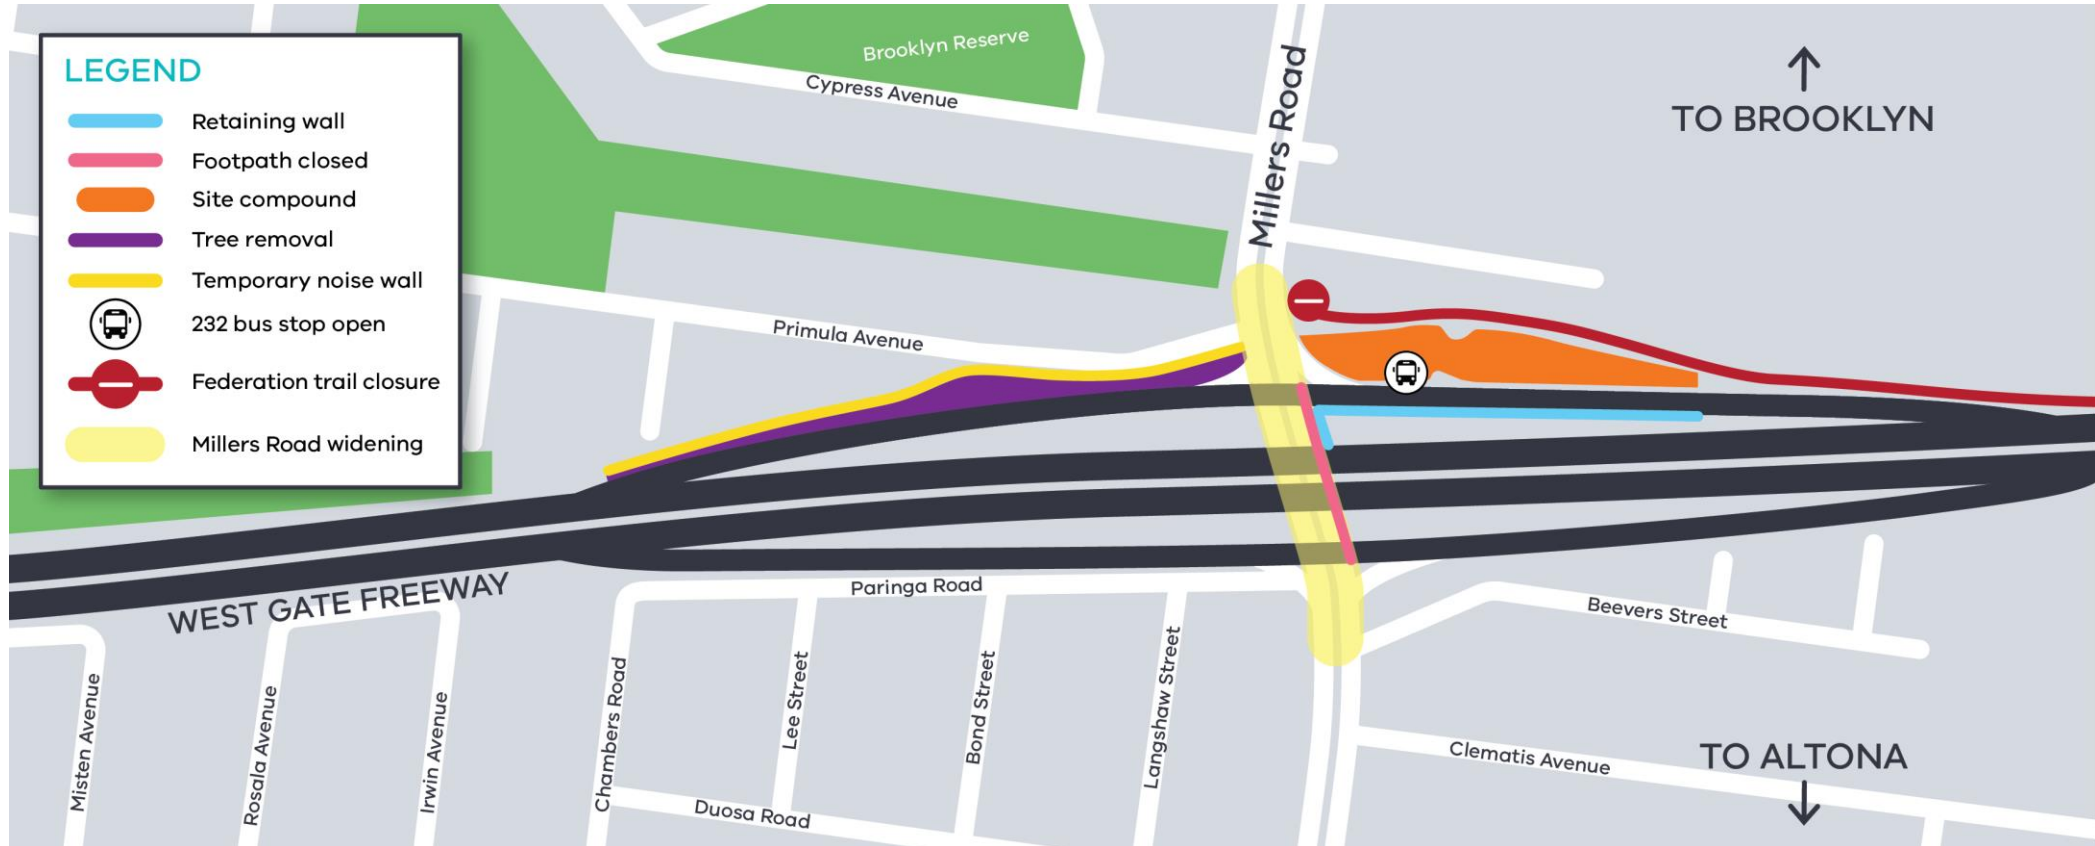 LEGEND
Retaining wall
Footpath closed
Site compound
Tree removal
Temporary noise wall
232 bus stop open
Federation trail closure
Millers Road widening
Brooklyn Reserve
Cypress Avenue
Millers Road
TO BROOKLYN
Primula Avenue
WEST GATE FREEWAY
Paringa Road
Beevers Street
Misten Avenue
Rosala Avenue
Irwin Avenue
Chambers Road
Lee Street
Bond Street
Langshaw Street
Duosa Road
Clematis Avenue
TO ALTONA